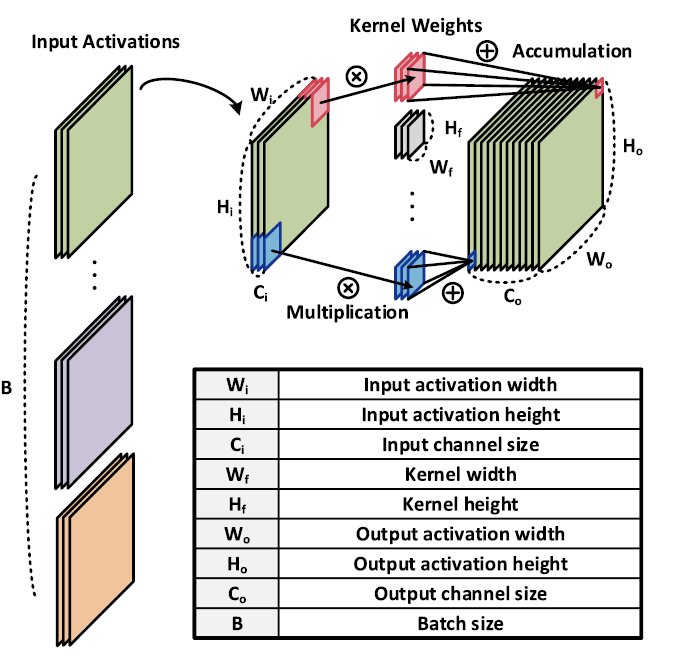 Kernel Weights
Input Activations
Accumulation
Wi
Hf
Ho
Wf
Hi
Wo
Ci
Co
Multiplication
B
Wi Input activation width
Hi Input activation height
Ci Input channel size
Wf Kernel width
Hf Kernel height
Wo Output activation width
Ho Output activation height
Co Output channel size
B Batch size